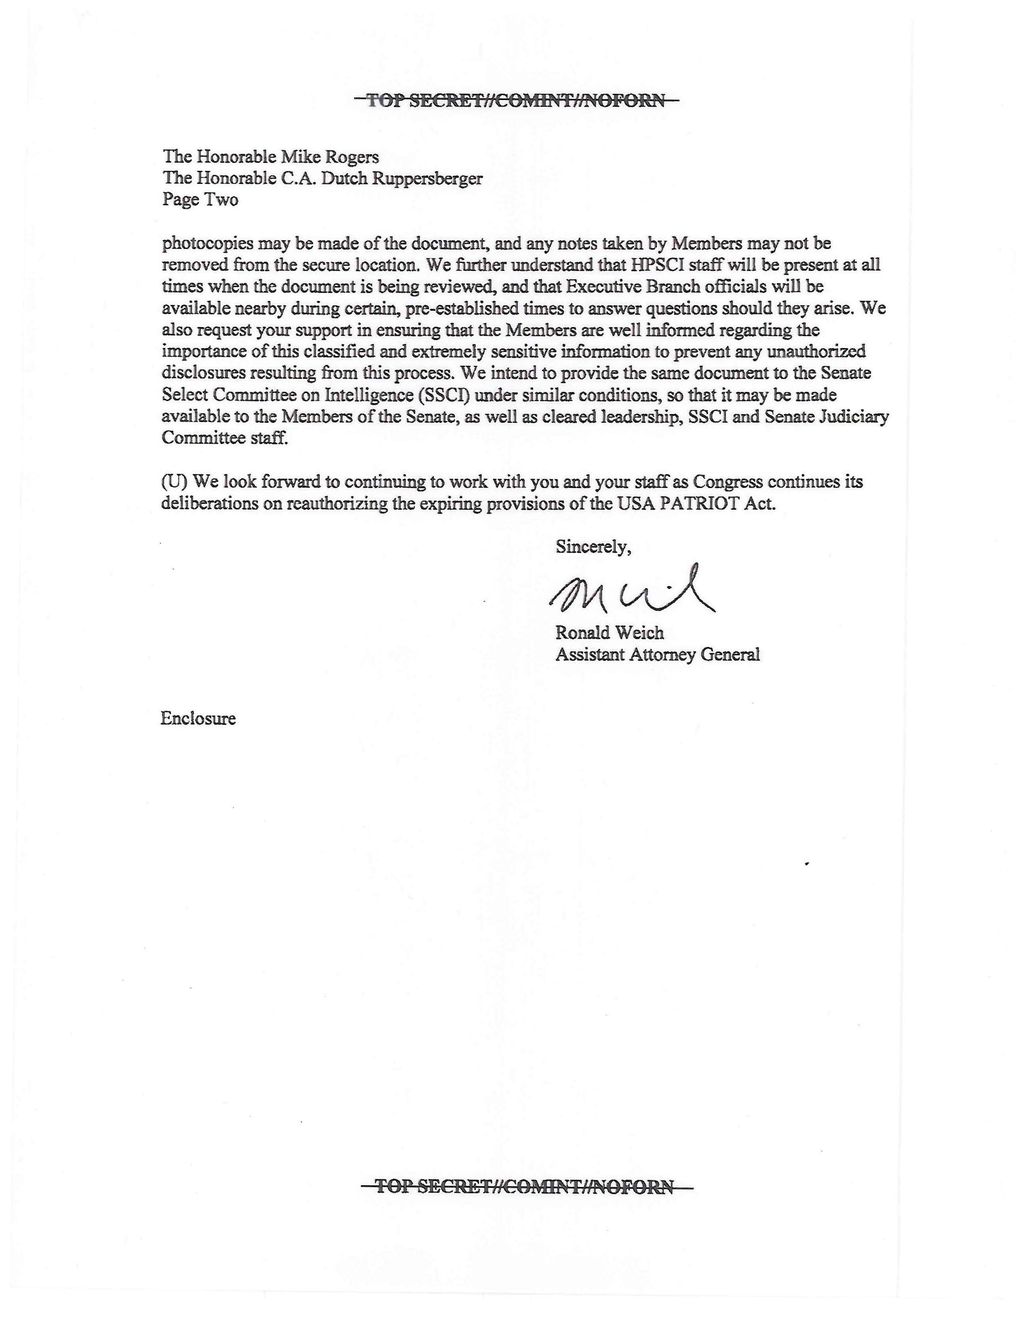 TOP SECRET//COMINT//NOFORN
The Honorable Mike Rogers
The Honorable C.A. Dutch Ruppersberger
Page Two
photocopies may be made of the document, and any notes taken by Members may not be
removed from the secure location. We further understand that HPSCI staff will be present at all
times when the document is being reviewed, and that Executive Branch officials will be
available nearby during certain, pre-established times to answer questions should they arise. We
also request your support in ensuring that the Members are well informed regarding the
importance of this classified and extremely sensitive information to prevent any unauthorized
disclosures resulting from this process. We intend to provide the same document to the Senate
Select Committee on Intelligence (SSCI) under similar conditions, so that it may be made
available to the Members of the Senate, as well as cleared leadership, SSCI and Senate Judiciary
Committee staff.
(U) We look forward to continuing to work with you and your staff as Congress continues its
deliberations on reauthorizing the expiring provisions of the USA PATRIOT Act.
Sincerely,
Ronald Weich
Assistant Attorney General
Enclosure
TOP SECRET//COMINT//NOFORN